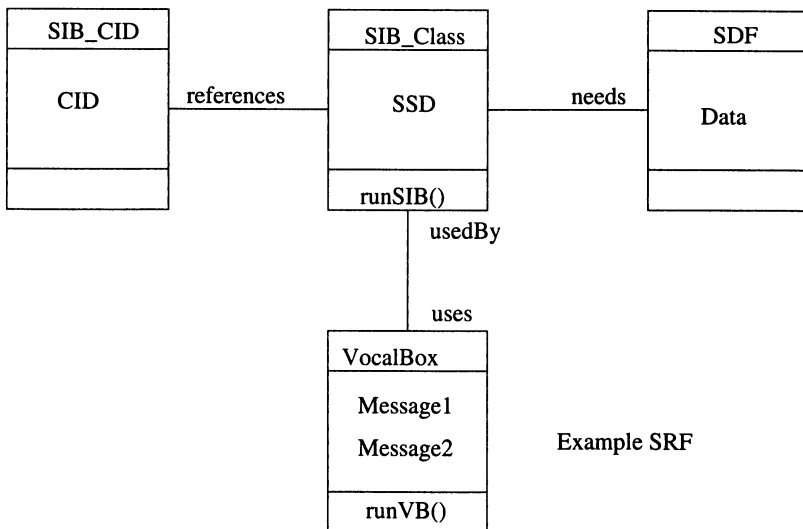 SIB_CID
SIB_Class
SDF
CID
references
SSD
needs
Data
runSIB()
usedBy
uses
VocalBox
Message1
Message2
Example SRF
runVB()